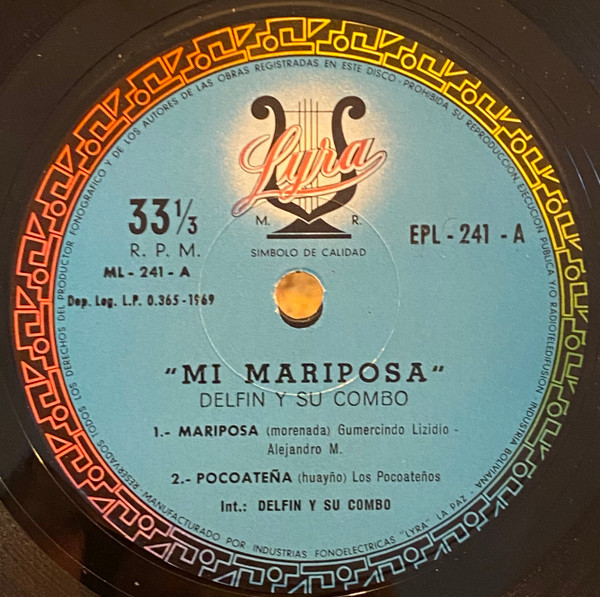 Lyra
M. R.
SIMBOLO DE CALIDAD
33 1/3
R. P. M.
ML - 241 - A
Dep. Leg. L.P. 0.365 - 1969
EPL - 241 - A
"MI MARIPOSA"
DELFIN Y SU COMBO
1.- MARIPOSA (morenada) Gumercindo Lizidio -
Alejandro M.
2.- POCOATEÑA (huayño) Los Pocoateños
Int.: DELFIN Y SU COMBO
RESERVADOS TODOS LOS DERECHOS DEL PRODUCTOR FONOGRAFICO Y DE LOS AUTORES DE LAS OBRAS REGISTRADAS EN ESTE DISCO - PROHIBIDA SU REPRODUCCION, EJECUCION PUBLICA Y/O RADIOTELEDIFUSION - INDUSTRIA BOLIVIANA
MANUFACTURADO POR INDUSTRIAS FONOELECTRICAS "LYRA" LA PAZ